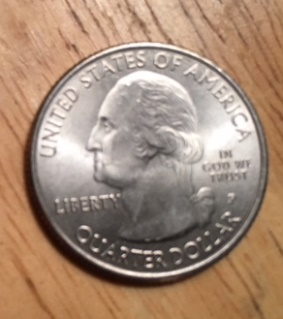 UNITED STATES OF AMERICA
IN
GOD WE
TRUST
LIBERTY
P
QUARTER DOLLAR